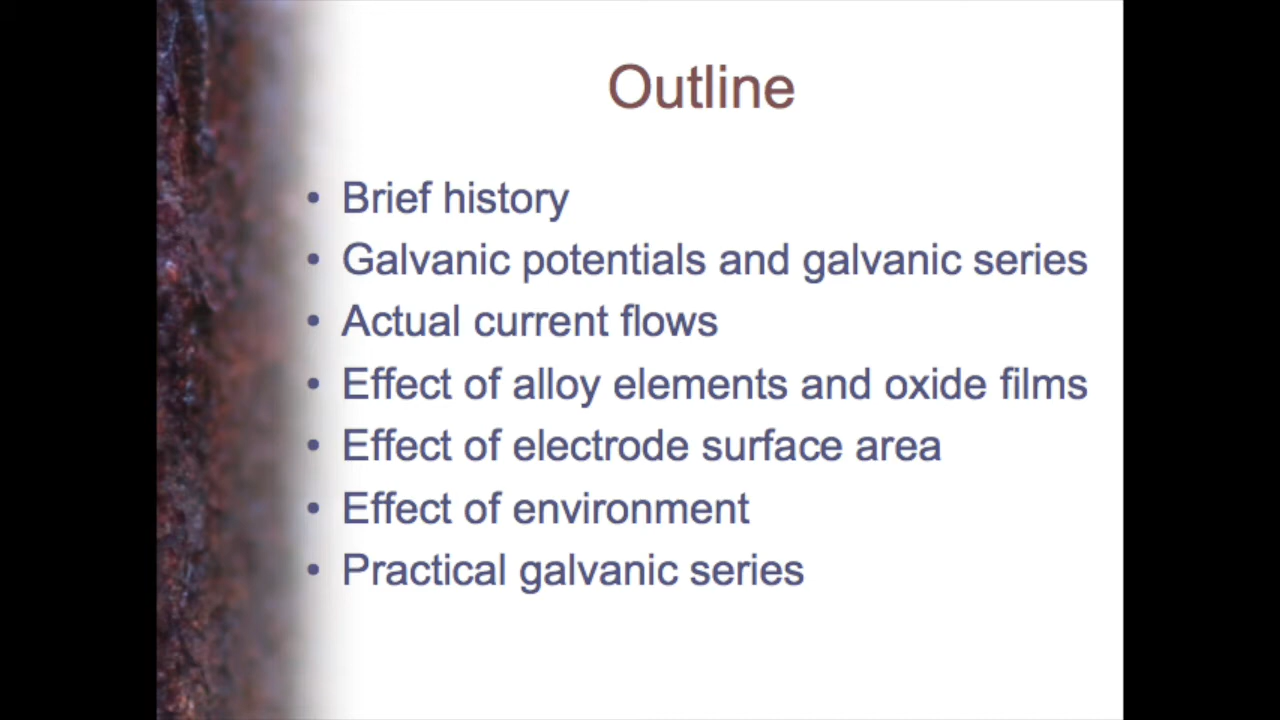 Outline
• Brief history
• Galvanic potentials and galvanic series
• Actual current flows
• Effect of alloy elements and oxide films
• Effect of electrode surface area
• Effect of environment
• Practical galvanic series